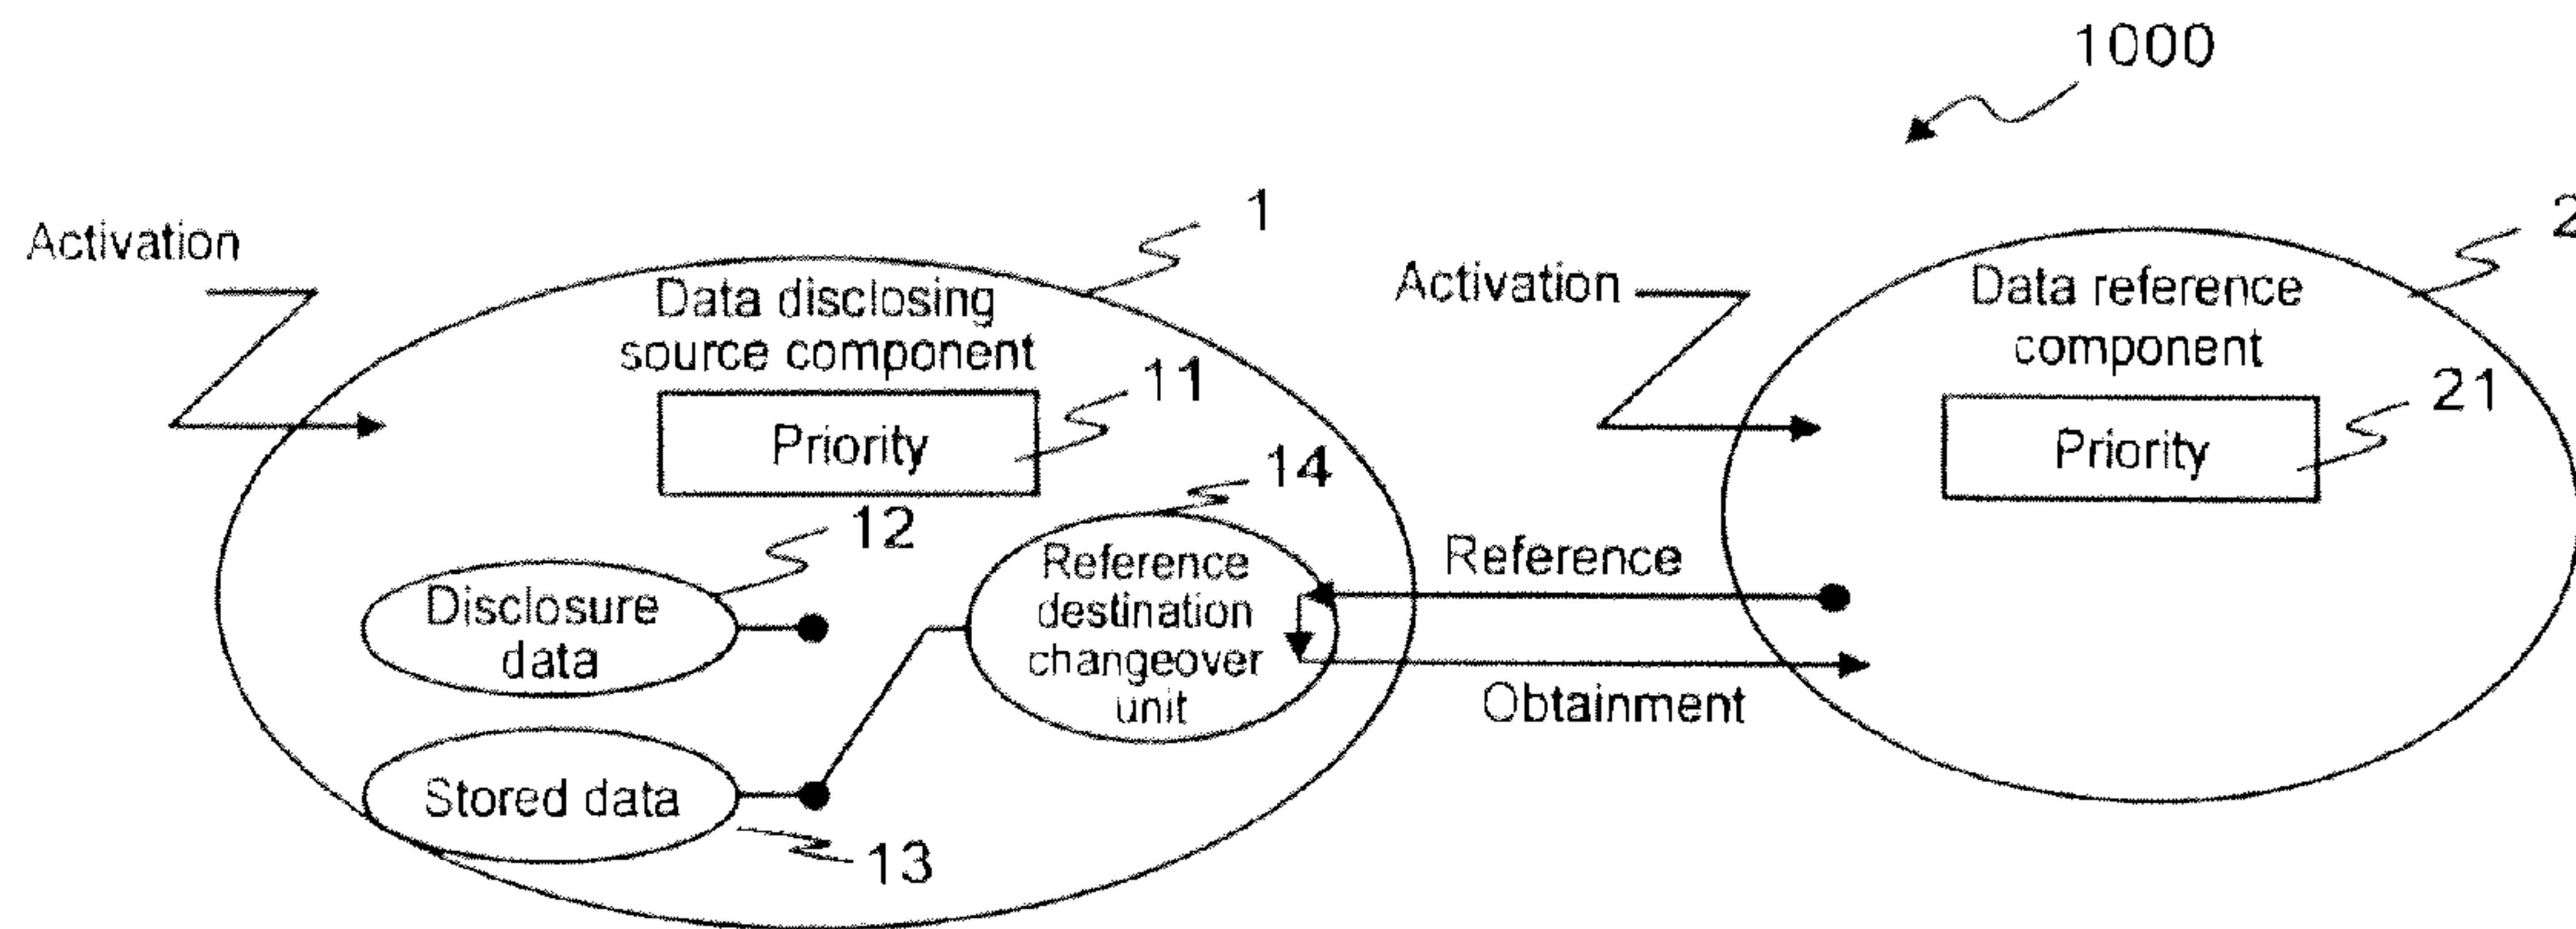 1000
1
2
Activation
Data disclosing
source component
Activation
Data reference
component
11
Priority
21
Priority
14
12
Reference
destination
changeover
unit
Reference
Disclosure
data
Obtainment
Stored data
13